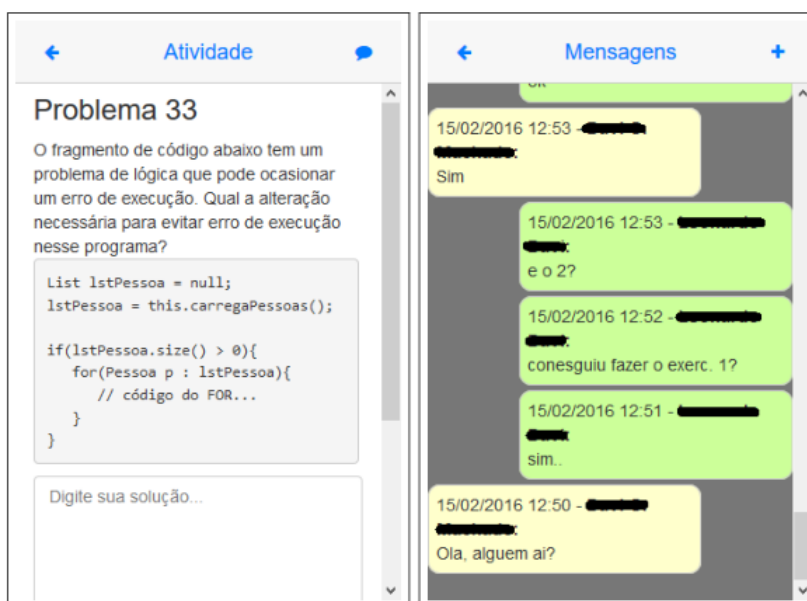 Atividade
Problema 33
O fragmento de código abaixo tem um
problema de lógica que pode ocasionar
um erro de execução. Qual a alteração
necessária para evitar erro de execução
nesse programa?
List lstPessoa = null;
lstPessoa = this.carregaPessoas();
if(lstPessoa.size() > 0){
for(Pessoa p : lstPessoa){
// código do FOR...
}
}
Digite sua solução...
Mensagens
15/02/2016 12:53 -
Sim
15/02/2016 12:53 -
e o 2?
15/02/2016 12:52 -
conesguiu fazer o exerc. 1?
15/02/2016 12:51 -
sim..
15/02/2016 12:50 -
Ola, alguem ai?